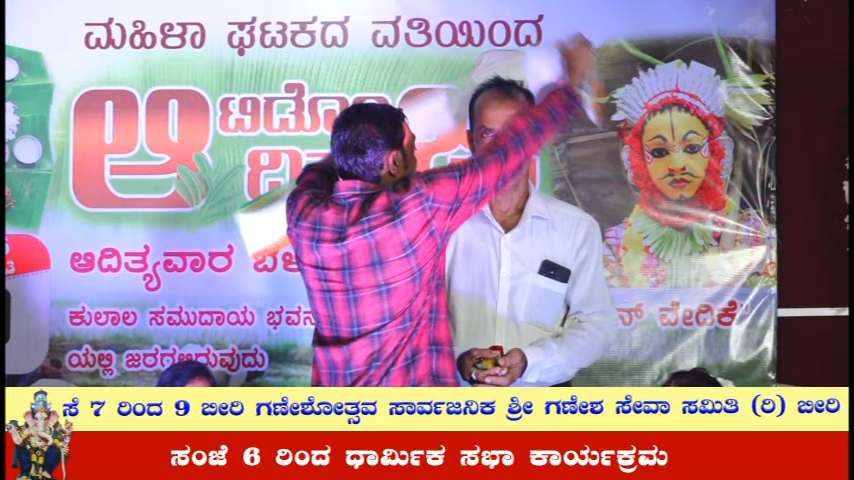 ಮಹಿಳಾ ಘಟಕದ ವತಿಯಿಂದ
ಆಟಿಡೊ
ಆದಿತ್ಯವಾರ
ಕುಲಾಲ ಸಮುದಾಯ ಭವನ
ನ್ ವೇದಿಕೆ"
ಯಲ್ಲಿ ಜರಗಲಿರುವುದು
ಸೆ 7 ರಿಂದ 9 ಬೀರಿ ಗಣೇಶೋತ್ಸವ ಸಾರ್ವಜನಿಕ ಶ್ರೀ ಗಣೇಶ ಸೇವಾ ಸಮಿತಿ (ರಿ) ಬೀರಿ
ಸಂಜೆ 6 ರಿಂದ ಧಾರ್ಮಿಕ ಸಭಾ ಕಾರ್ಯಕ್ರಮ